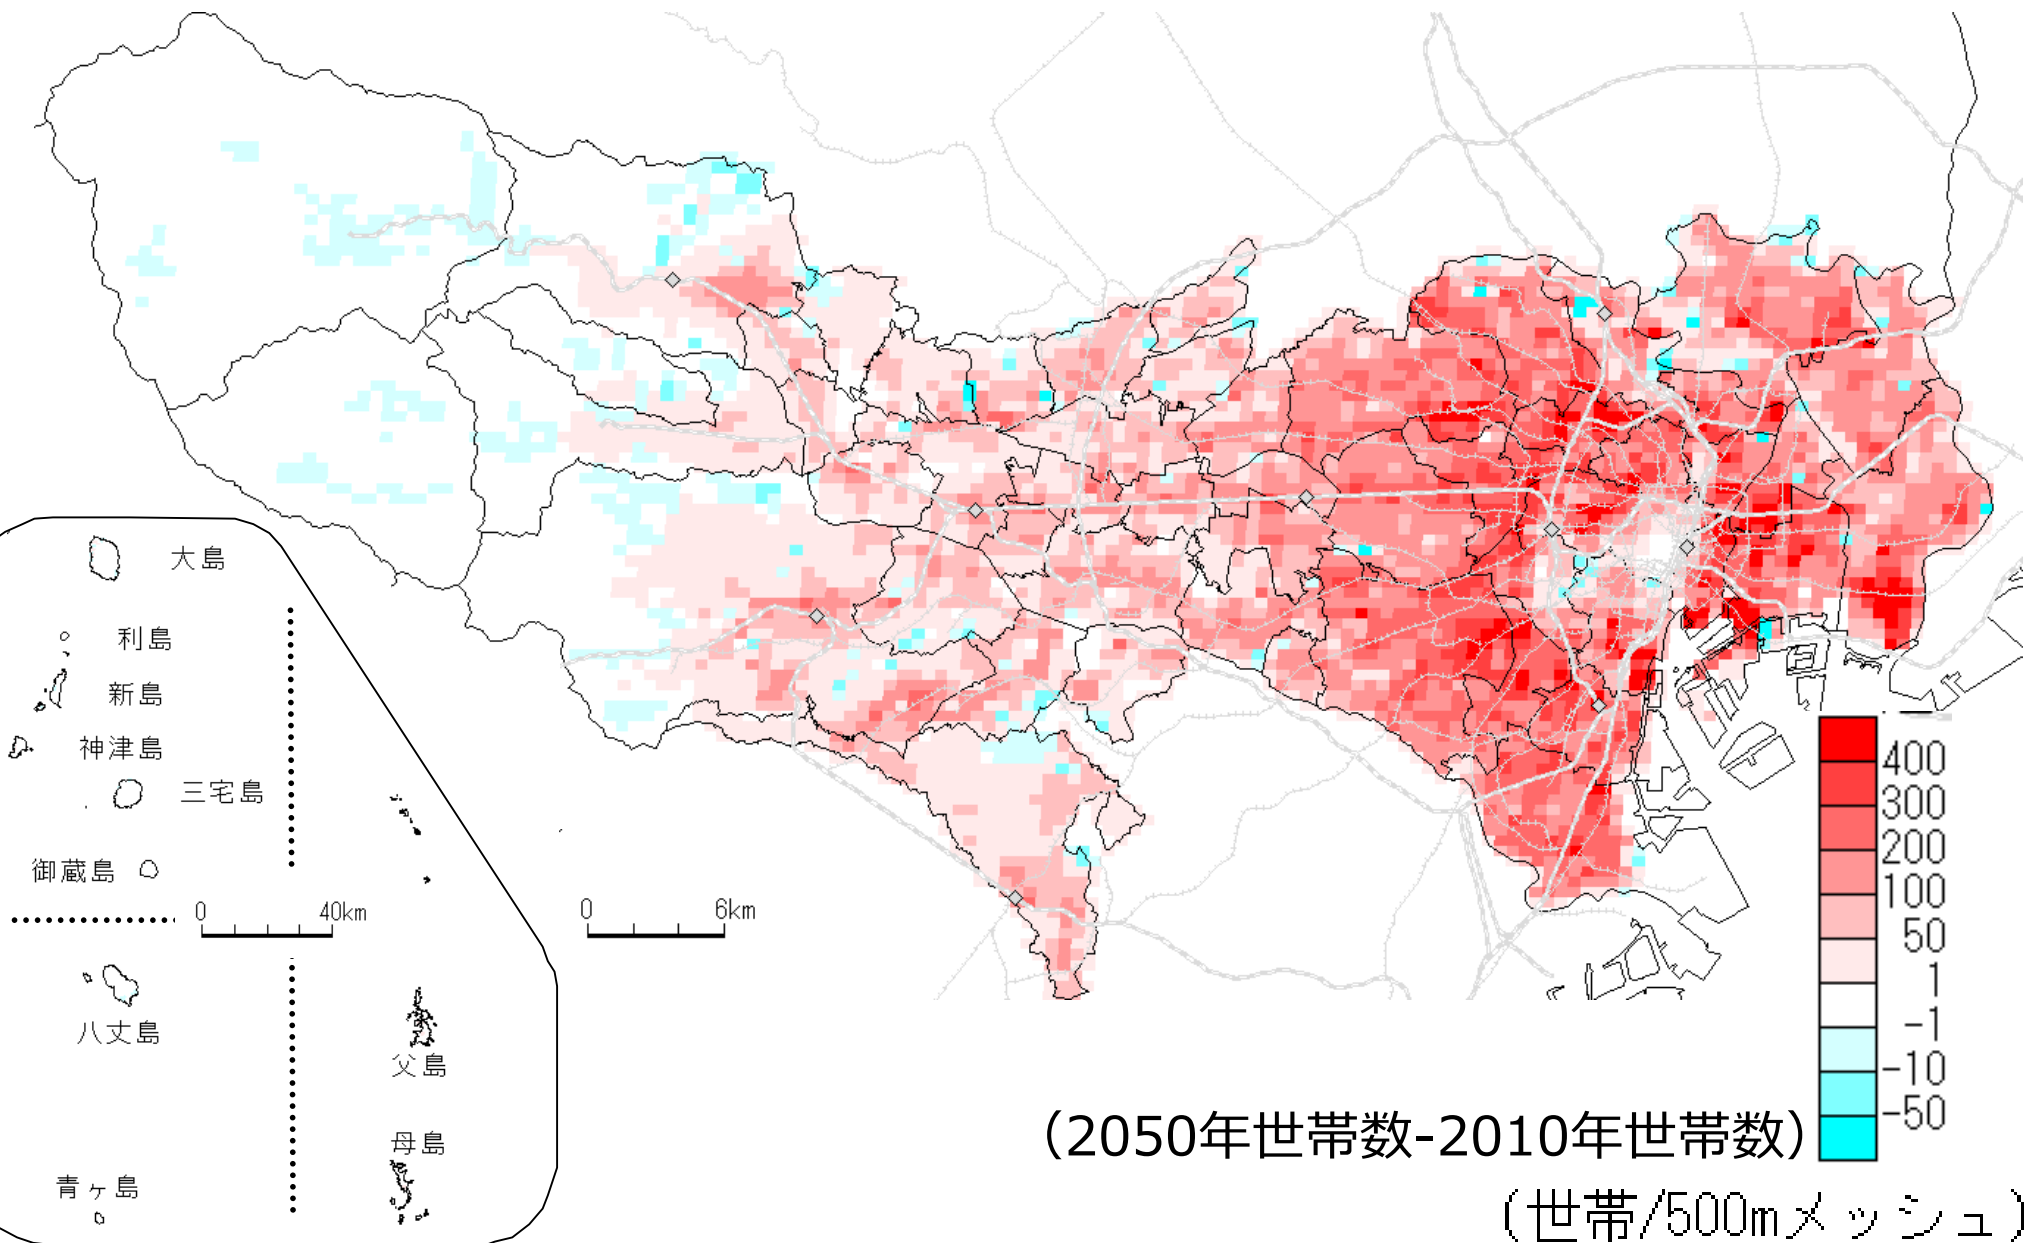 大島
利島
新島
神津島
三宅島
御蔵島
0 40km
0 6km
八丈島
父島
母島
青ヶ島
400
300
200
100
50
1
-1
-10
-50
（2050年世帯数-2010年世帯数）
(世帯/500mメッシュ)